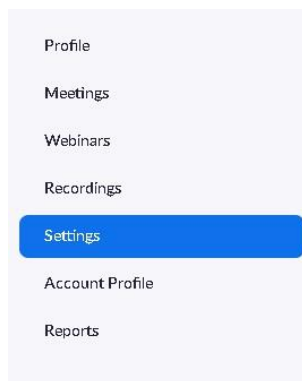 Profile
Meetings
Webinars
Recordings
Settings
Account Profile
Reports